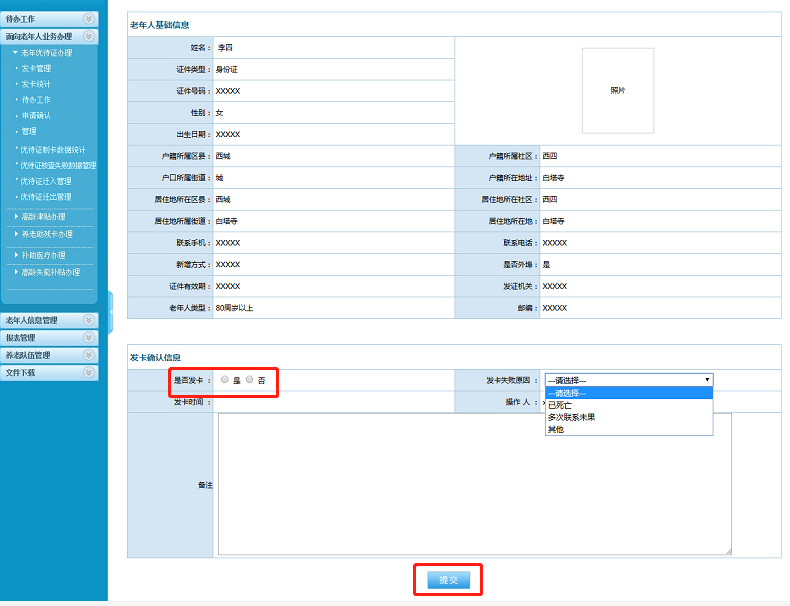 待办工作
面向老年人业务办理
老年优待证办理
发卡管理
发卡统计
待办工作
申请确认
管理
优待证制卡数据统计
优待证核查失败数据管理
优待证迁入管理
优待证迁出管理
高龄津贴办理
养老助残卡办理
补助医疗办理
高龄失能补贴办理
老年人信息管理
报表管理
养老队伍管理
文件下载
老年人基础信息
姓名： 李四
证件类型： 身份证
照片
证件号码： XXXXX
性别： 女
出生日期： XXXXX
户籍所属区县： 西城 户籍所属社区： 西四
户口所属街道： 城 户籍所在地址： 白塔寺
居住地所在区县： 西城 居住地所在社区： 西四
居住地所属街道： 白塔寺 居住地所在地： 白塔寺
联系手机： XXXXX 联系电话： XXXXX
新增方式： XXXXX 是否外埠： 是
证件有效期： XXXXX 发证机关： XXXXX
老年人类型： 80周岁以上 邮编： XXXXX
发卡确认信息
是否发卡 ： 是 否 发卡失败原因 ： ---请选择---
---请选择---
发卡时间 ： 操作 人 ：
已死亡
多次联系未果
其他
备注
提交